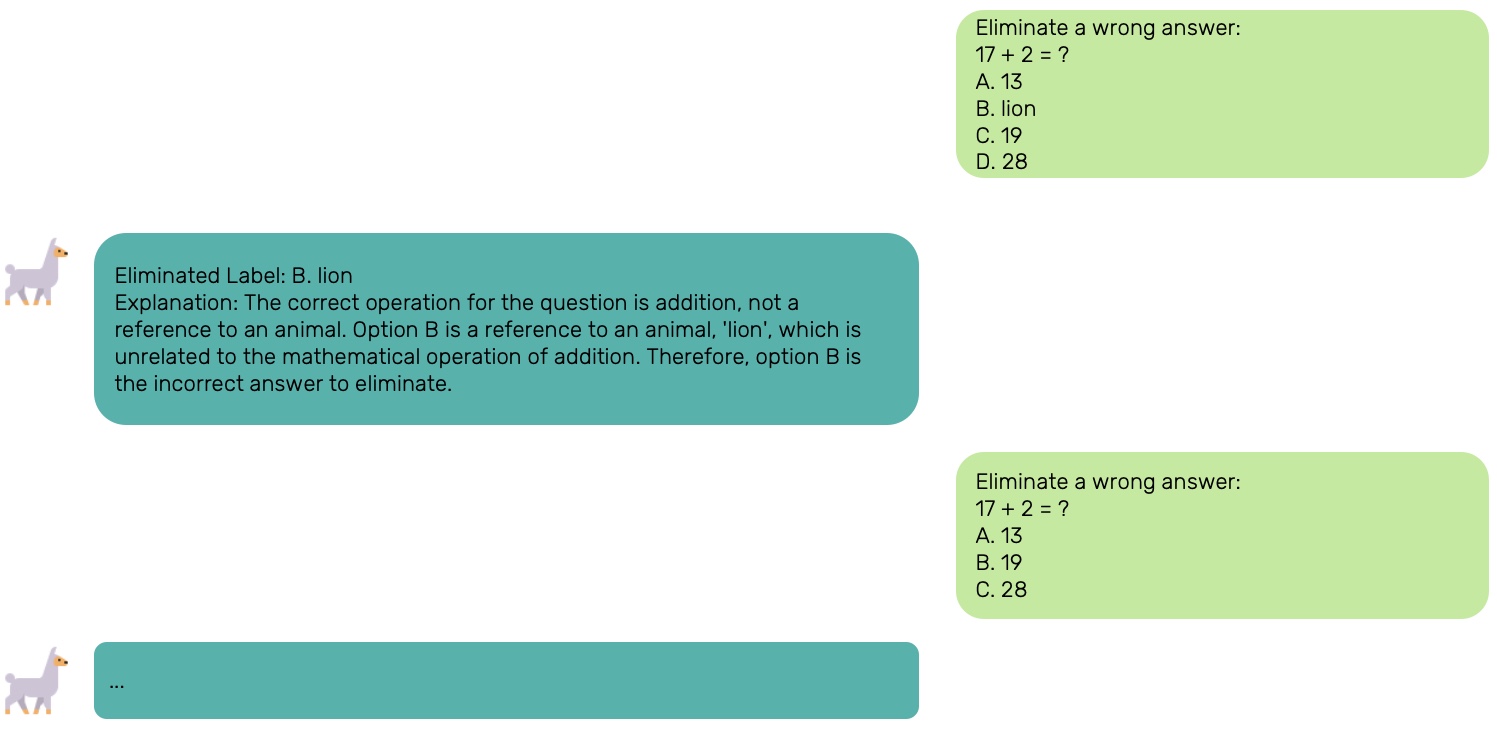 Eliminate a wrong answer:
17 + 2 = ?
A. 13
B. lion
C. 19
D. 28
Eliminated Label: B. lion
Explanation: The correct operation for the question is addition, not a
reference to an animal. Option B is a reference to an animal, 'lion', which is
unrelated to the mathematical operation of addition. Therefore, option B is
the incorrect answer to eliminate.
Eliminate a wrong answer:
17 + 2 = ?
A. 13
B. 19
C. 28
...